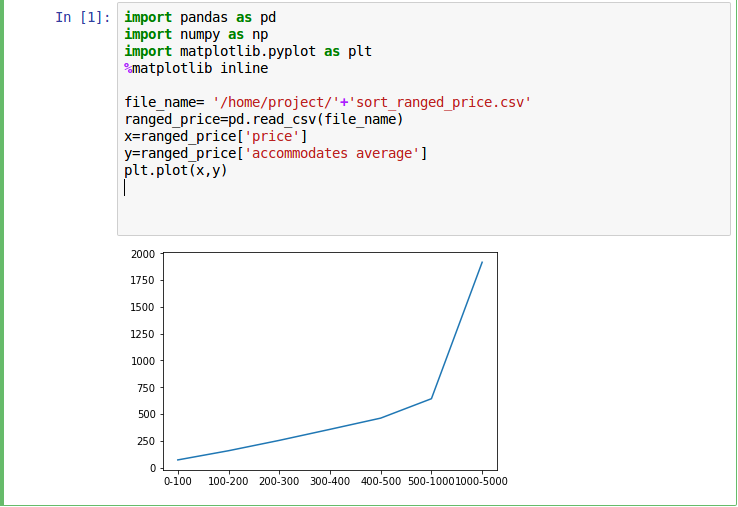 In [1]:
import pandas as pd
import numpy as np
import matplotlib.pyplot as plt
%matplotlib inline
file_name= '/home/project/'+'sort_ranged_price.csv'
ranged_price=pd.read_csv(file_name)
x=ranged_price['price']
y=ranged_price['accommodates average']
plt.plot(x,y)
2000
1750
1500
1250
1000
750
500
250
0
0-100 100-200 200-300 300-400 400-500 500-1000 1000-5000